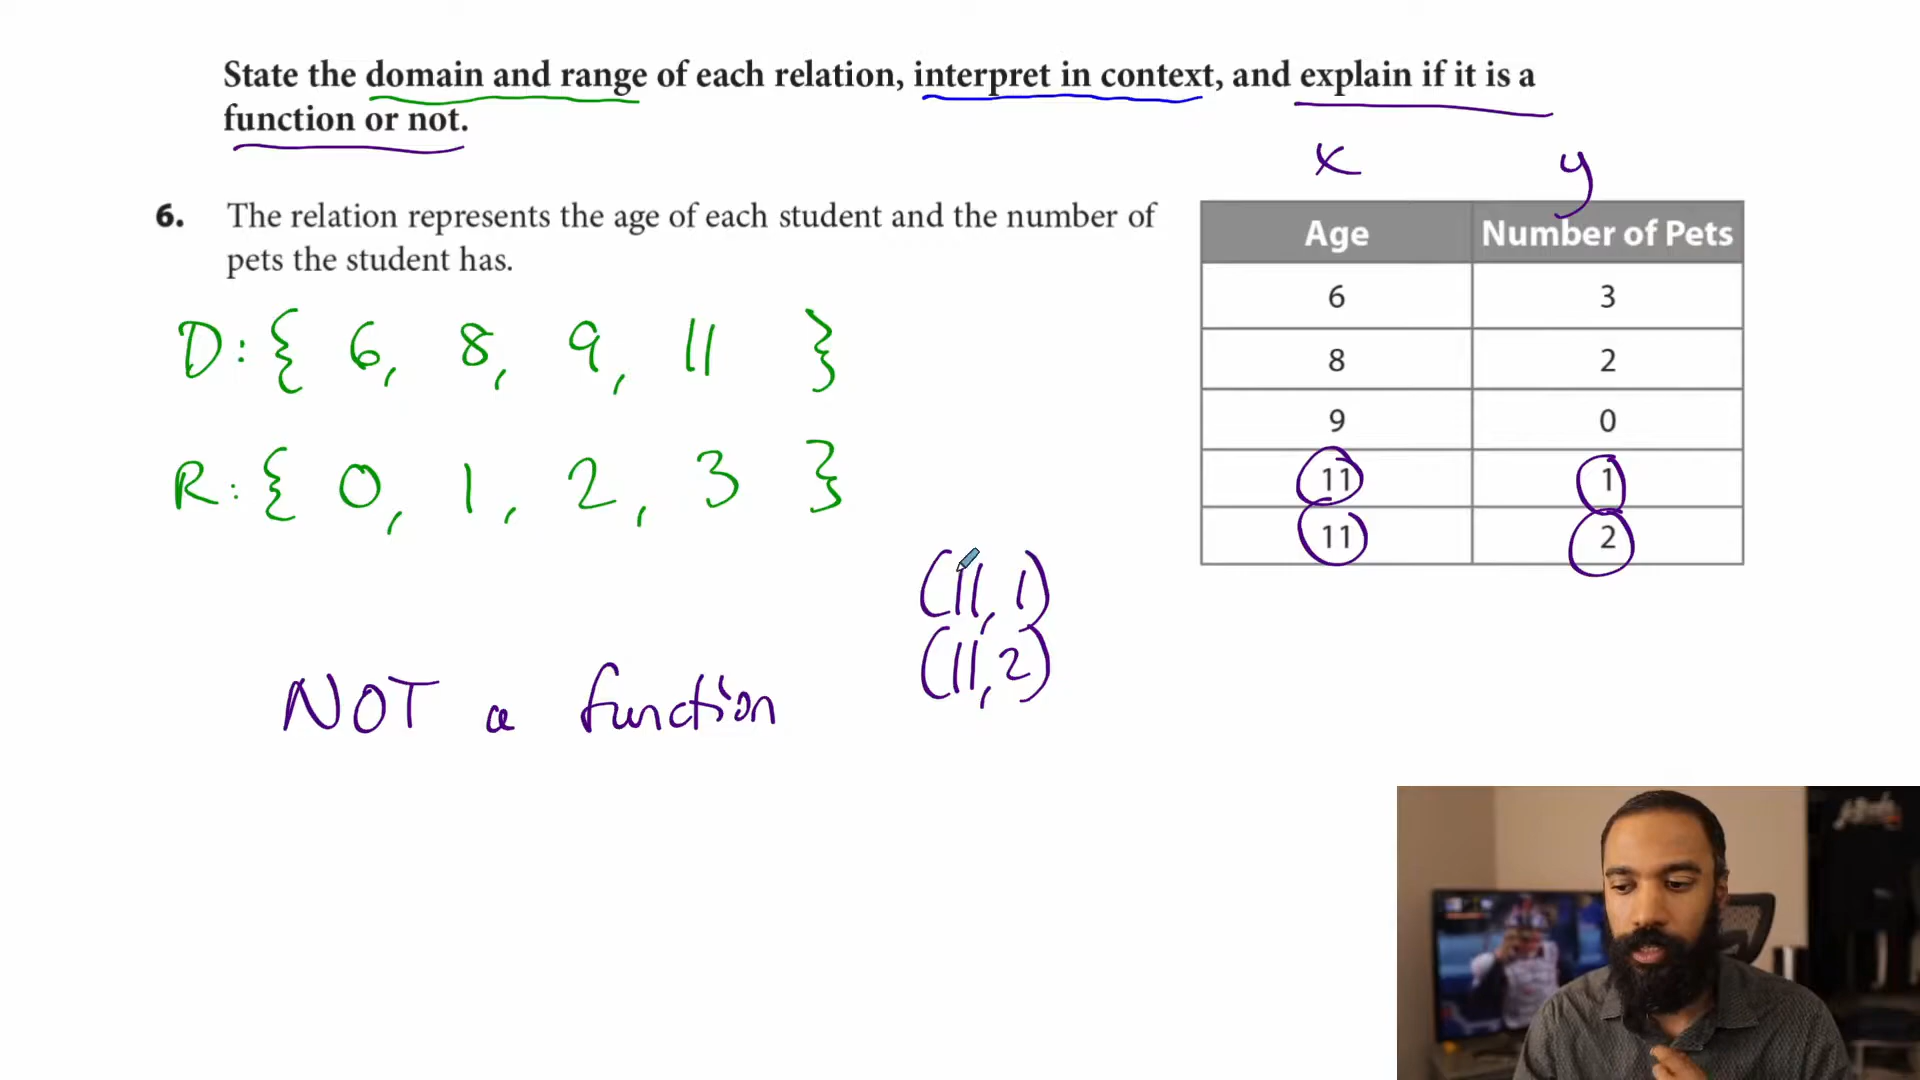 State the domain and range of each relation, interpret in context, and explain if it is a
function or not.
x y
6. The relation represents the age of each student and the number of
pets the student has.
Age Number of Pets
6 3
8 2
9 0
11 1
11 2
D: { 6, 8, 9, 11 }
R: { 0, 1, 2, 3 }
(11, 1)
(11, 2)
NOT a function